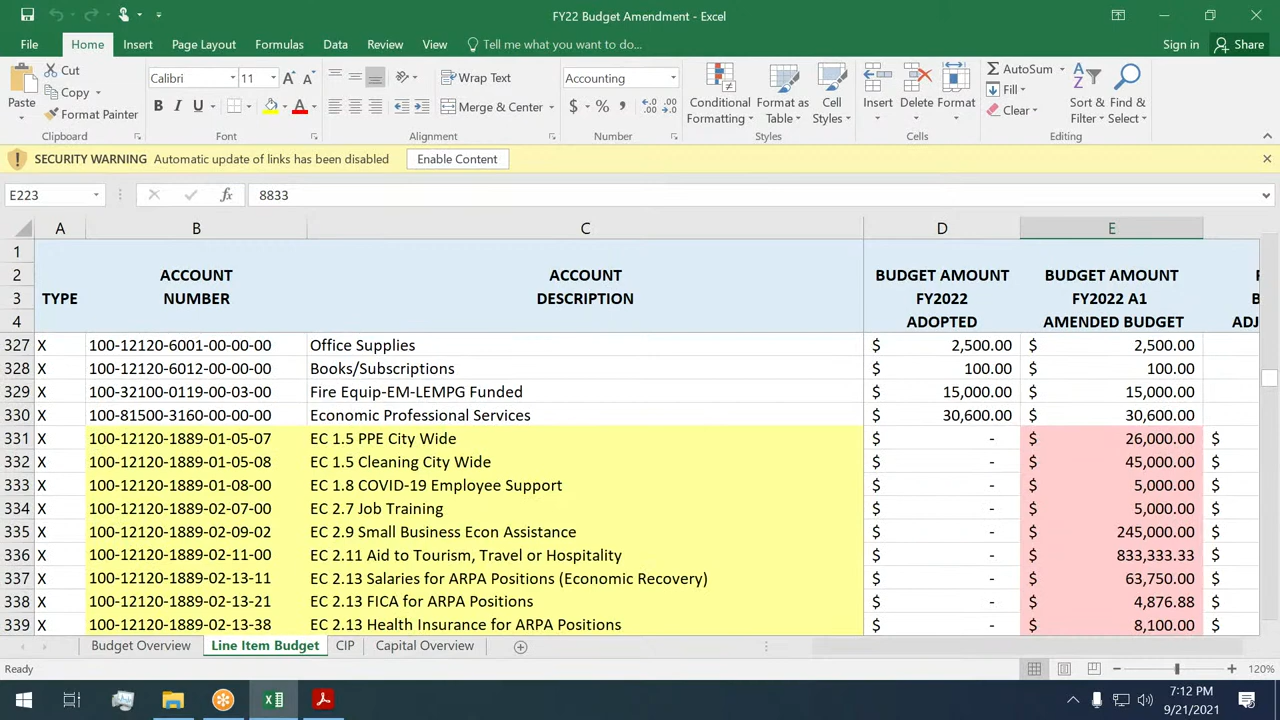 FY22 Budget Amendment - Excel
File Home Insert Page Layout Formulas Data Review View Tell me what you want to do... Sign in Share
Cut
Copy
Format Painter
Paste
Clipboard
Calibri 11
B I U
Font
Wrap Text
Merge & Center
Alignment
Accounting
$ % ,
Number
Conditional Formatting
Format as Table
Cell Styles
Styles
Insert Delete Format
Cells
AutoSum
Fill
Clear
Sort & Filter
Find & Select
Editing
SECURITY WARNING Automatic update of links has been disabled Enable Content
E223 fx 8833
A B C D E
1
2 ACCOUNT ACCOUNT BUDGET AMOUNT BUDGET AMOUNT
3 TYPE NUMBER DESCRIPTION FY2022 FY2022 A1
4 ADOPTED AMENDED BUDGET ADJ
327 X 100-12120-6001-00-00-00 Office Supplies $ 2,500.00 $ 2,500.00
328 X 100-12120-6012-00-00-00 Books/Subscriptions $ 100.00 $ 100.00
329 X 100-32100-0119-00-03-00 Fire Equip-EM-LEMPG Funded $ 15,000.00 $ 15,000.00
330 X 100-81500-3160-00-00-00 Economic Professional Services $ 30,600.00 $ 30,600.00
331 X 100-12120-1889-01-05-07 EC 1.5 PPE City Wide $ - $ 26,000.00 $
332 X 100-12120-1889-01-05-08 EC 1.5 Cleaning City Wide $ - $ 45,000.00 $
333 X 100-12120-1889-01-08-00 EC 1.8 COVID-19 Employee Support $ - $ 5,000.00 $
334 X 100-12120-1889-02-07-00 EC 2.7 Job Training $ - $ 5,000.00 $
335 X 100-12120-1889-02-09-02 EC 2.9 Small Business Econ Assistance $ - $ 245,000.00 $
336 X 100-12120-1889-02-11-00 EC 2.11 Aid to Tourism, Travel or Hospitality $ - $ 833,333.33 $
337 X 100-12120-1889-02-13-11 EC 2.13 Salaries for ARPA Positions (Economic Recovery) $ - $ 63,750.00 $
338 X 100-12120-1889-02-13-21 EC 2.13 FICA for ARPA Positions $ - $ 4,876.88 $
339 X 100-12120-1889-02-13-38 EC 2.13 Health Insurance for ARPA Positions $ - $ 8,100.00 $
Budget Overview Line Item Budget CIP Capital Overview
Ready 120%
7:12 PM
9/21/2021